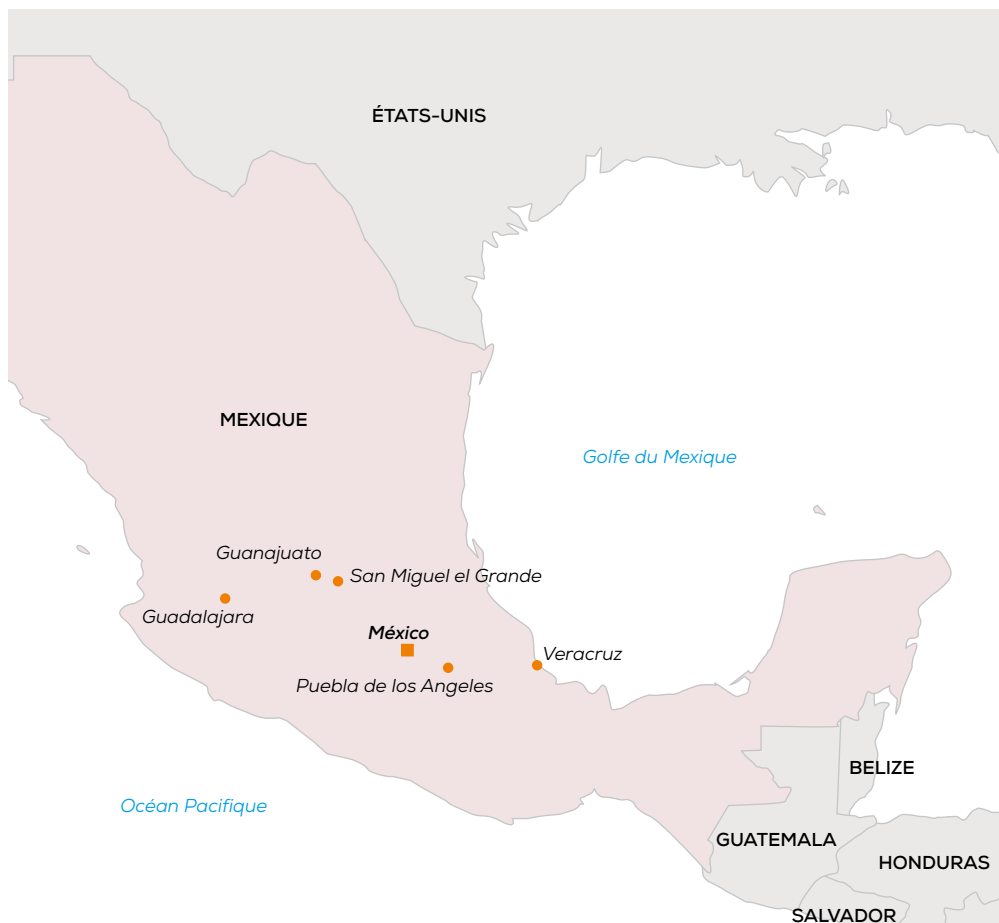 ÉTATS-UNIS
MEXIQUE
Golfe du Mexique
Guanajuato
San Miguel el Grande
Guadalajara
México
Veracruz
Puebla de los Angeles
BELIZE
Océan Pacifique
GUATEMALA
HONDURAS
SALVADOR